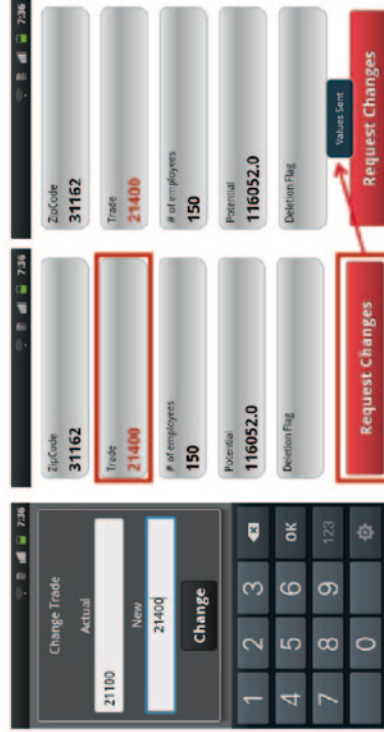 7:36
Change Trade
Actual
21100
New
21400
Change
1 2 3
4 5 6 OK
7 8 9 123
0
7:36
ZipCode
31162
Trade
21400
# of employees
150
Potential
116052.0
Deletion Flag
Request Changes
7:36
ZipCode
31162
Trade
21400
# of employees
150
Potential
116052.0
Deletion Flag
Values Sent
Request Changes